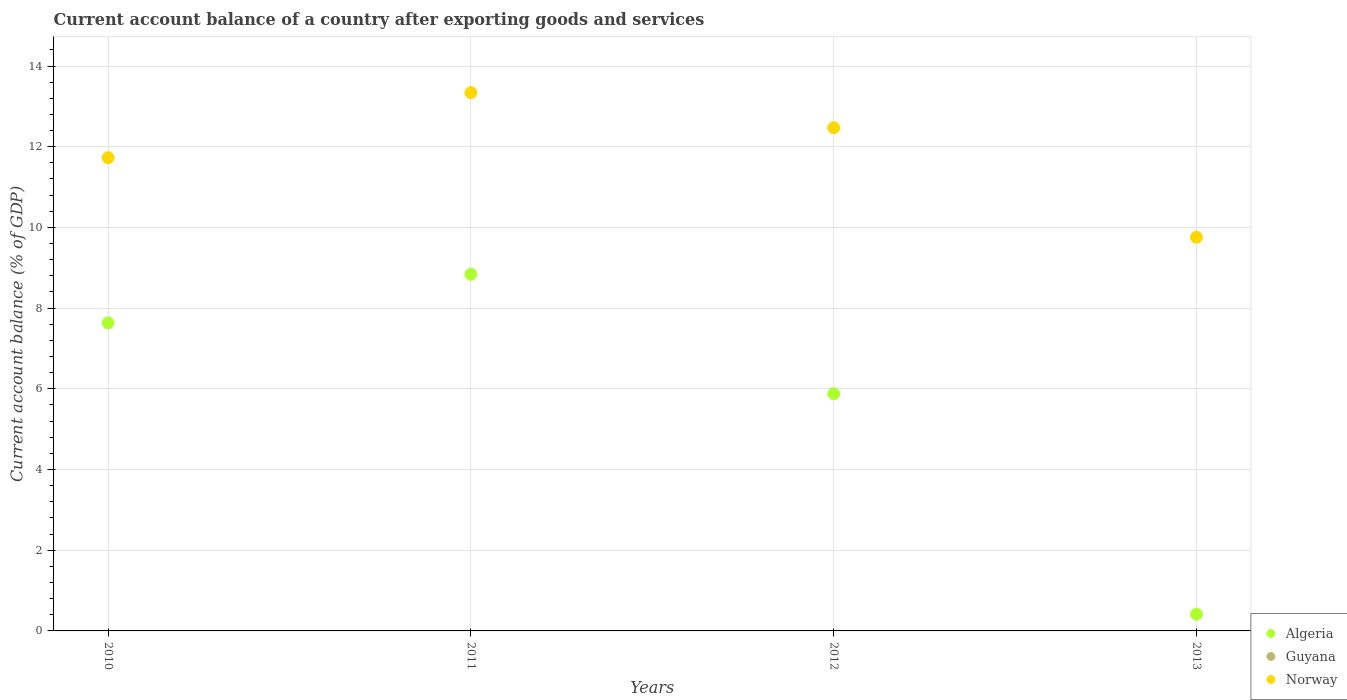 Current account balance of a country after exporting goods and services
Current account balance (% of GDP)
14
12
10
8
6
4
2
0
2010
2011
2012
2013
Years
Algeria
Guyana
Norway